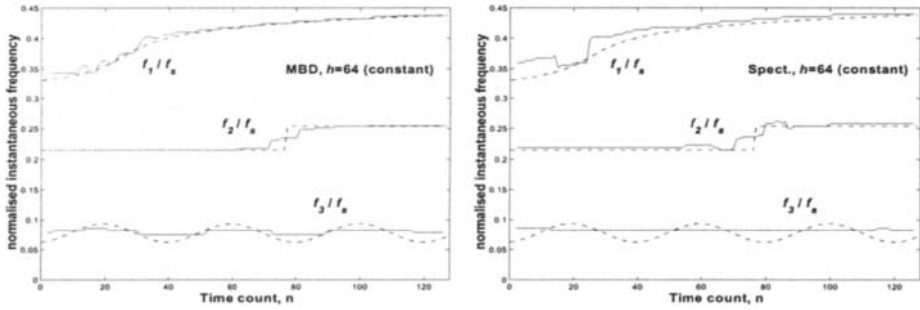 normalised instantaneous frequency
0.45
0.4
0.35
0.3
0.25
0.2
0.15
0.1
0.05
0
f1 / fs
MBD, h=64 (constant)
f2 / fs
f3 / fs
0 20 40 60 80 100 120
Time count, n
normalised instantaneous frequency
0.45
0.4
0.35
0.3
0.25
0.2
0.15
0.1
0.05
0
f1 / fs
Spect., h=64 (constant)
f2 / fs
f3 / fs
0 20 40 60 80 100 120
Time count, n